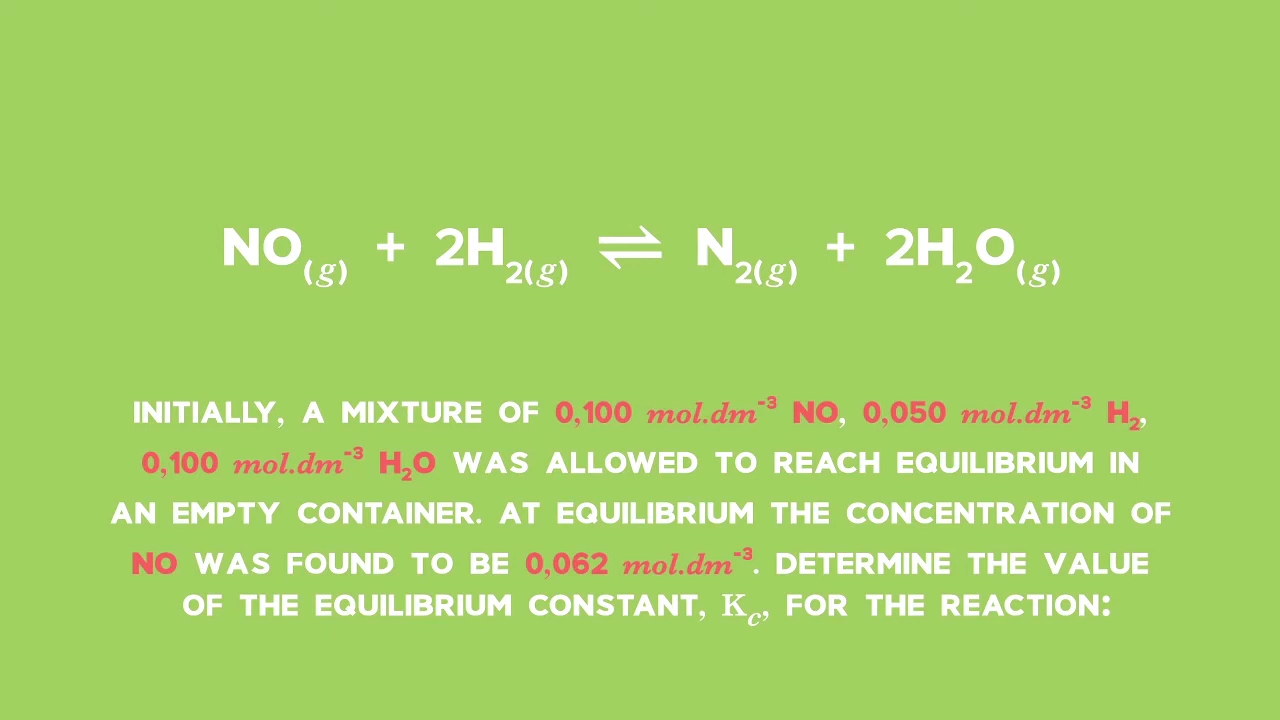 NO(g) + 2H2(g) ⇌ N2(g) + 2H2O(g)
INITIALLY, A MIXTURE OF 0,100 mol.dm-3 NO, 0,050 mol.dm-3 H2,
0,100 mol.dm-3 H2O WAS ALLOWED TO REACH EQUILIBRIUM IN
AN EMPTY CONTAINER. AT EQUILIBRIUM THE CONCENTRATION OF
NO WAS FOUND TO BE 0,062 mol.dm-3. DETERMINE THE VALUE
OF THE EQUILIBRIUM CONSTANT, Kc, FOR THE REACTION: